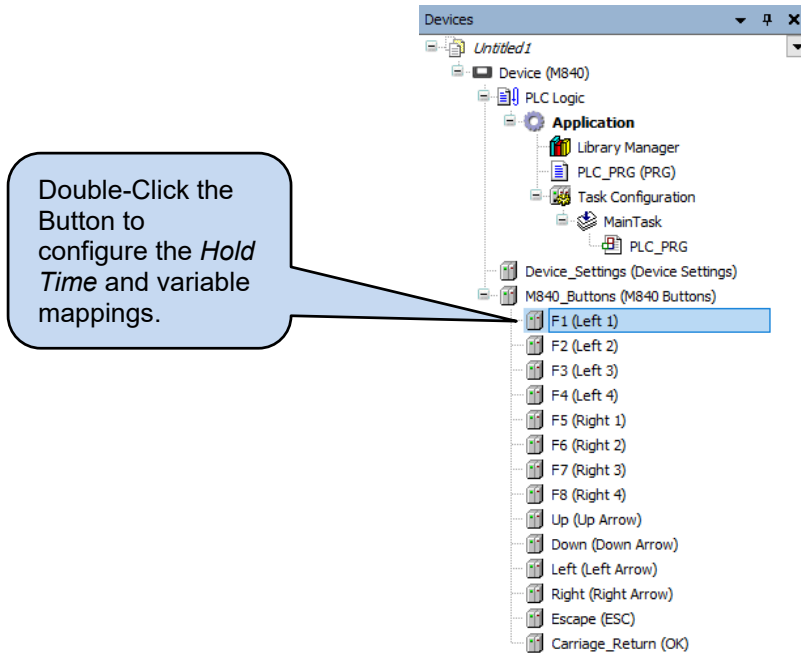 Devices
Untitled1
Device (M840)
PLC Logic
Application
Library Manager
PLC_PRG (PRG)
Task Configuration
MainTask
PLC_PRG
Device_Settings (Device Settings)
M840_Buttons (M840 Buttons)
F1 (Left 1)
F2 (Left 2)
F3 (Left 3)
F4 (Left 4)
F5 (Right 1)
F6 (Right 2)
F7 (Right 3)
F8 (Right 4)
Up (Up Arrow)
Down (Down Arrow)
Left (Left Arrow)
Right (Right Arrow)
Escape (ESC)
Carriage_Return (OK)
Double-Click the
Button to
configure the Hold
Time and variable
mappings.